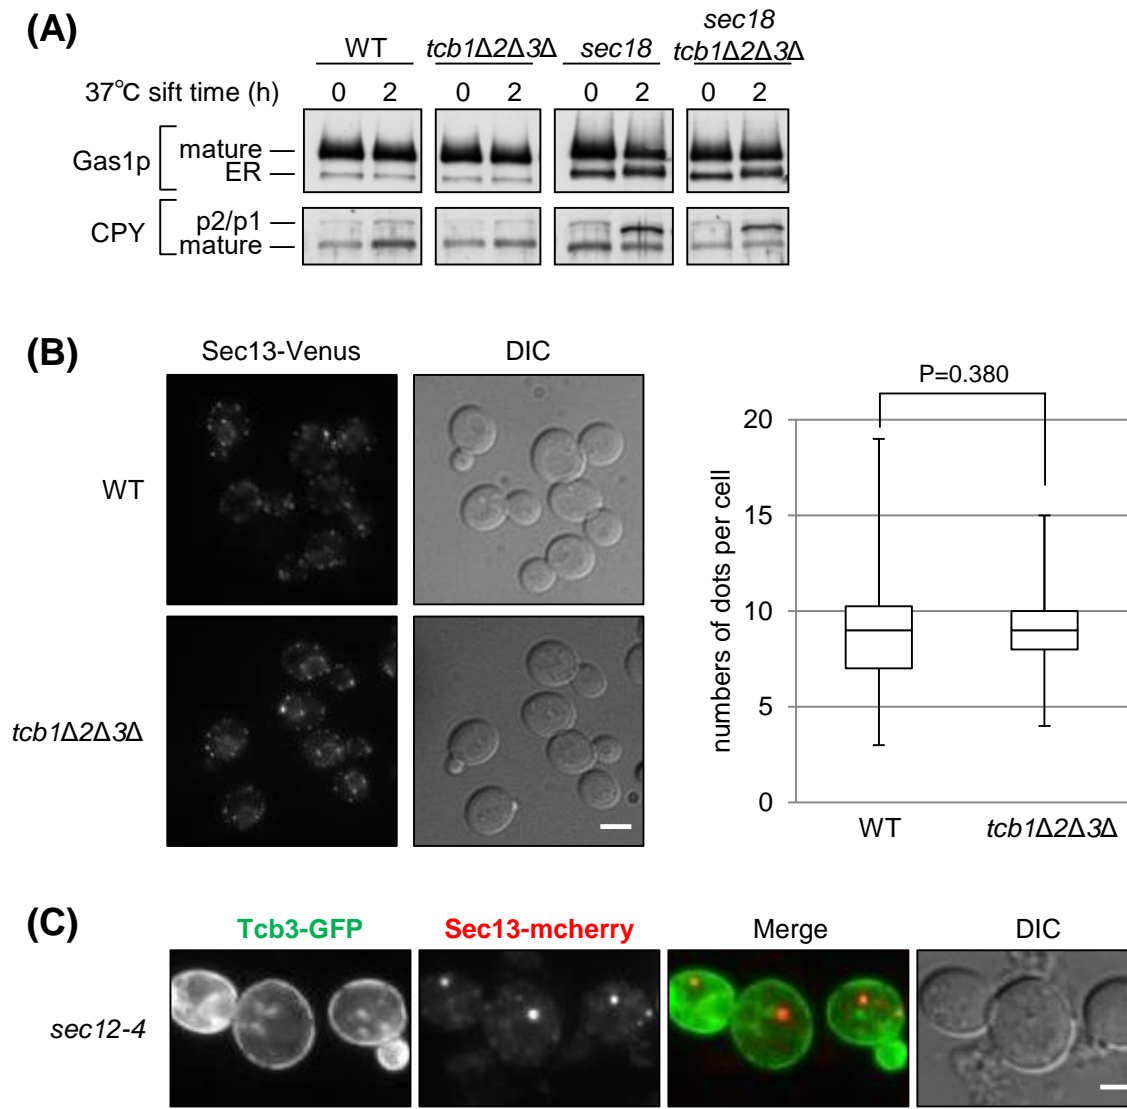 (A)
WT tcb1Δ2Δ3Δ sec18 sec18 tcb1Δ2Δ3Δ
37°C sift time (h) 0 2 0 2 0 2 0 2
Gas1p mature
ER
CPY p2/p1
mature
(B)
Sec13-Venus DIC
WT
tcb1Δ2Δ3Δ
P=0.380
numbers of dots per cell
20
15
10
5
0
WT tcb1Δ2Δ3Δ
(C)
Tcb3-GFP Sec13-mcherry Merge DIC
sec12-4